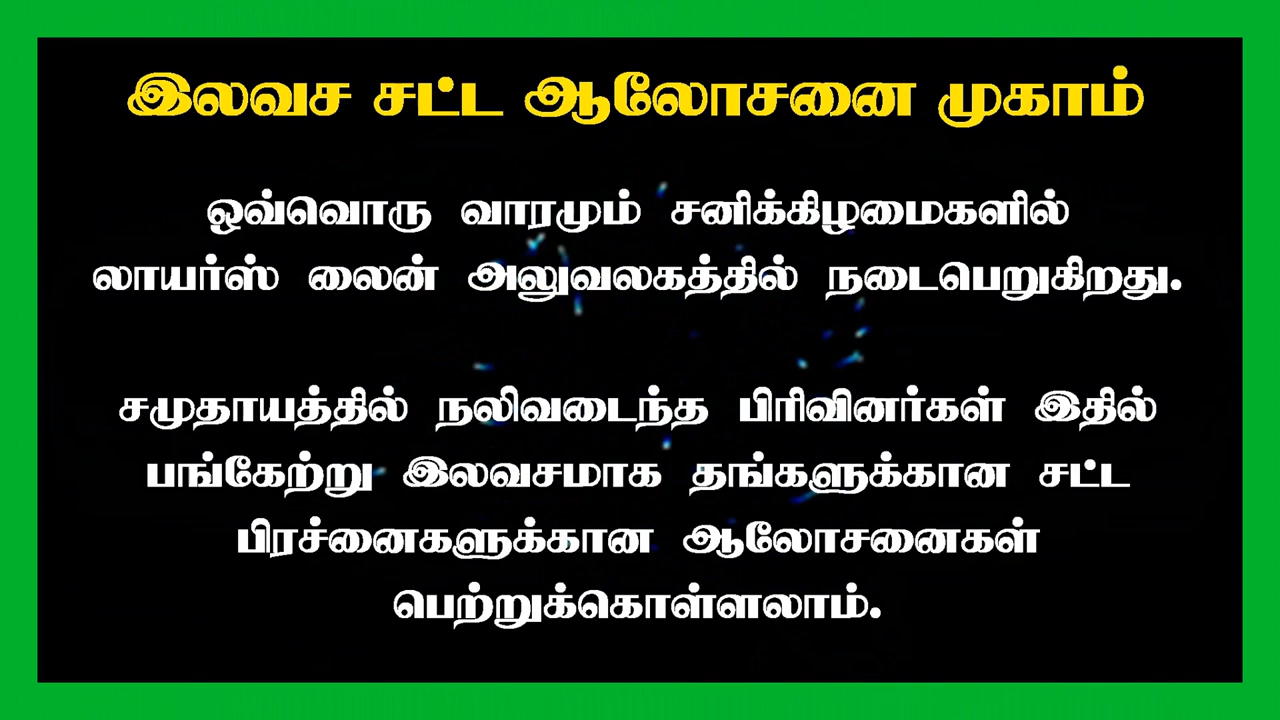 இலவச சட்ட ஆலோசனை முகாம்
ஒவ்வொரு வாரமும் சனிக்கிழமைகளில்
லாயர்ஸ் லைன் அலுவலகத்தில் நடைபெறுகிறது.
சமுதாயத்தில் நலிவடைந்த பிரிவினர்கள் இதில்
பங்கேற்று இலவசமாக தங்களுக்கான சட்ட
பிரச்னைகளுக்கான ஆலோசனைகள்
பெற்றுக்கொள்ளலாம்.